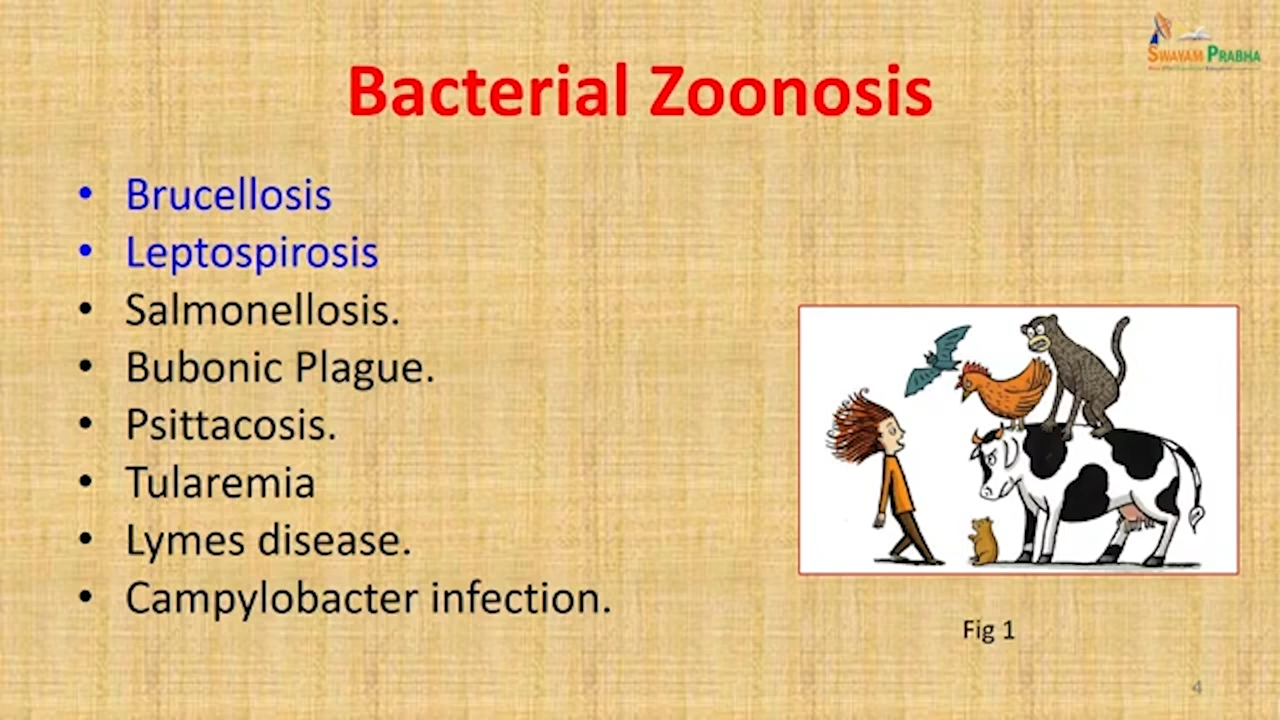 SWAYAM PRABHA
Bacterial Zoonosis
• Brucellosis
• Leptospirosis
• Salmonellosis.
• Bubonic Plague.
• Psittacosis.
• Tularemia
• Lymes disease.
• Campylobacter infection.
Fig 1
4